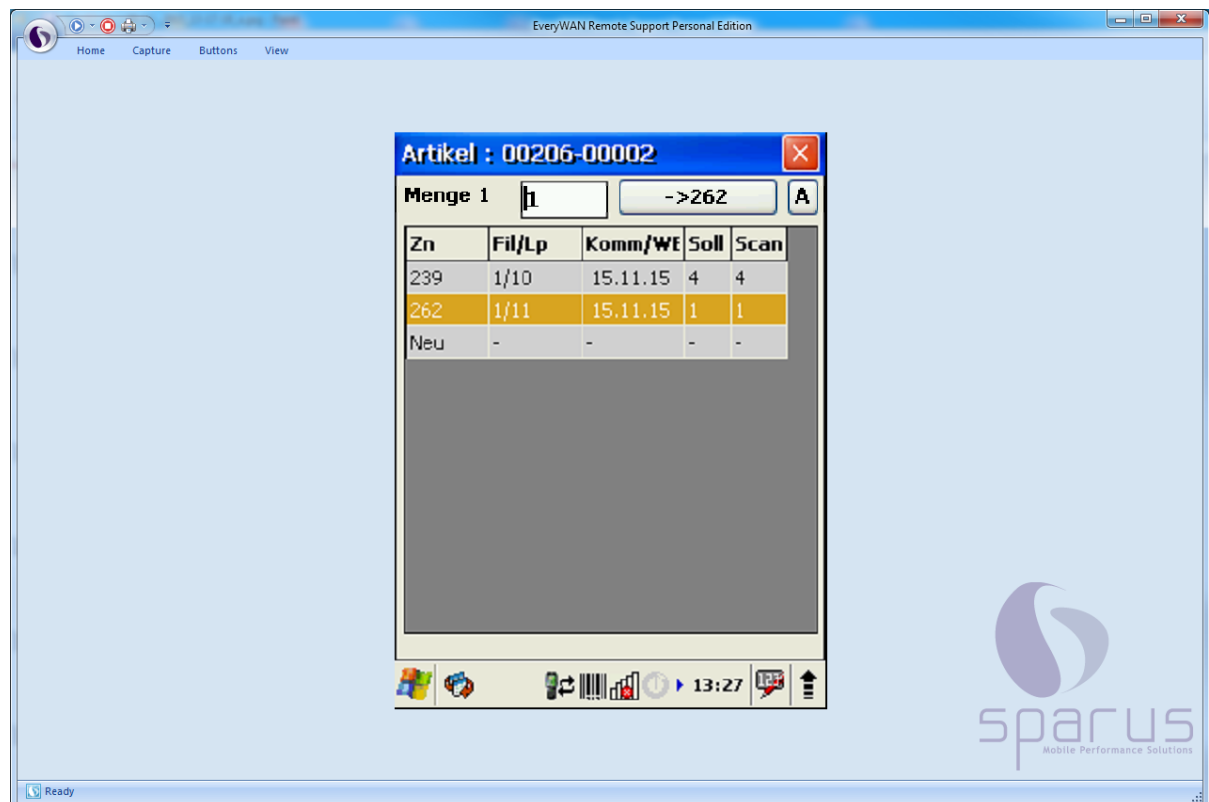 EveryWAN Remote Support Personal Edition
Home Capture Buttons View
Artikel : 00206-00002
Menge 1 1 ->262 A
Zn Fil/Lp Komm/WE Soll Scan
239 1/10 15.11.15 4 4
262 1/11 15.11.15 1 1
Neu - - - -
13:27 123
sparus
Mobile Performance Solutions
Ready